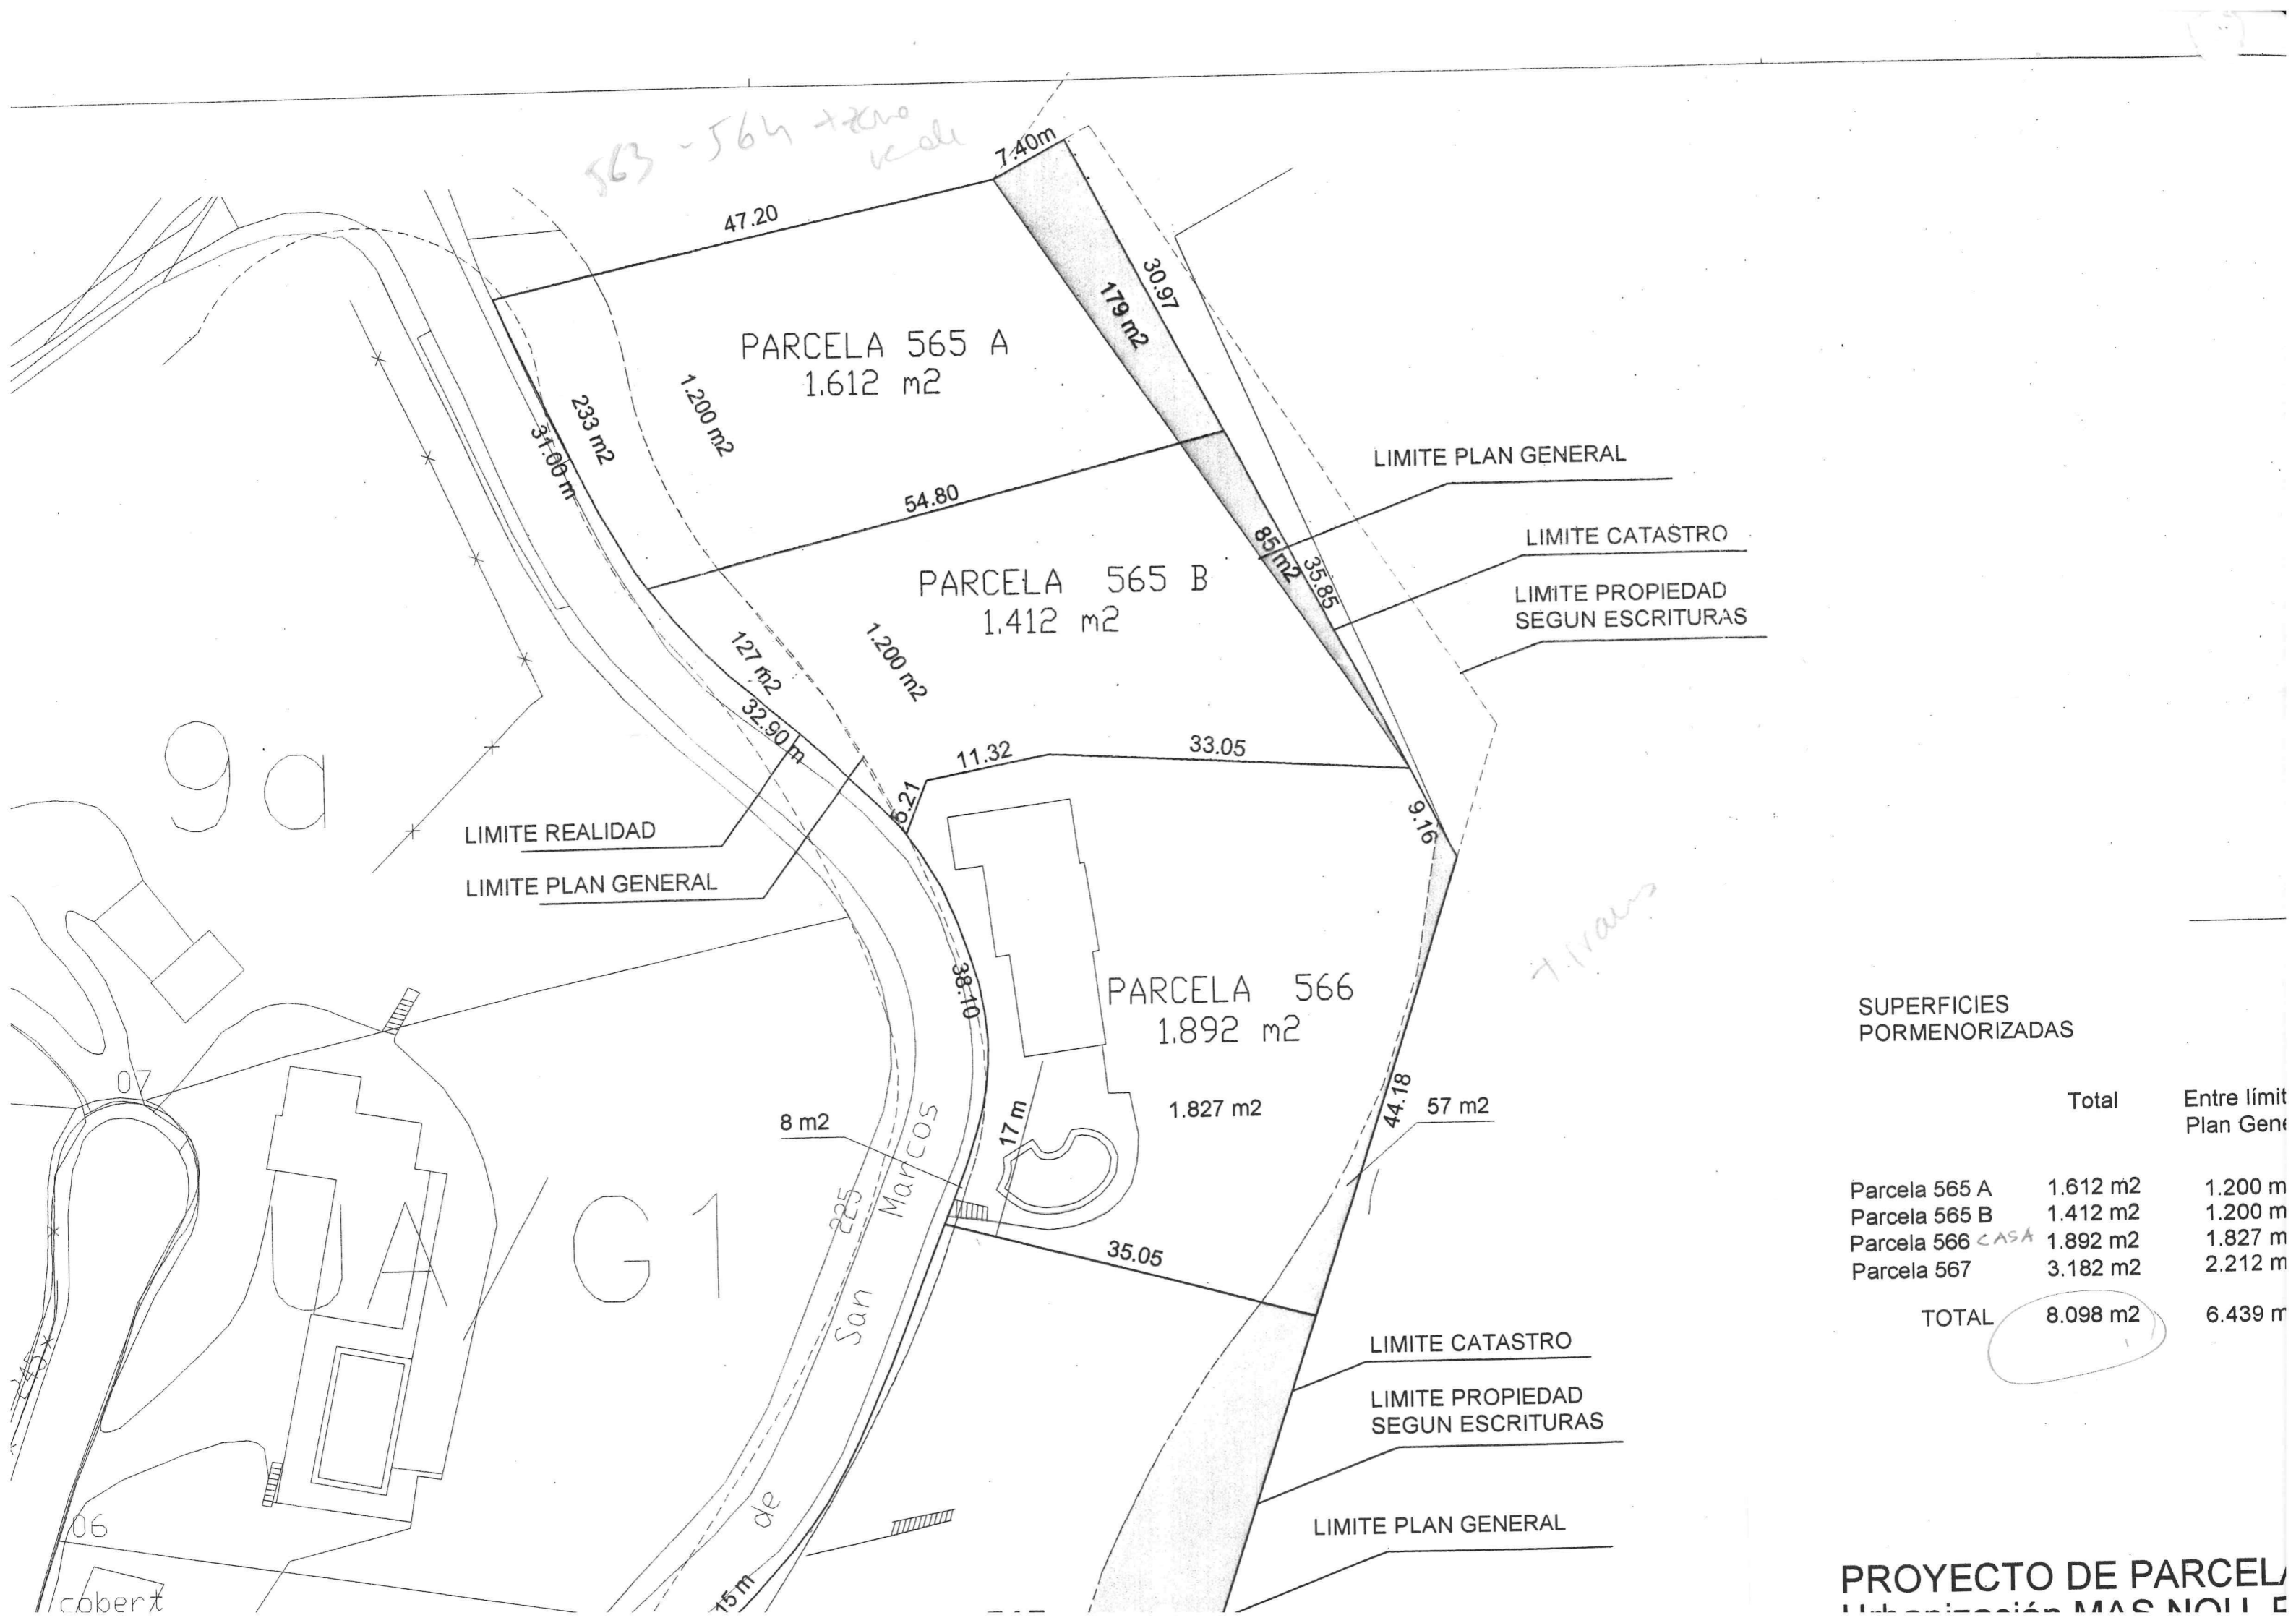 563 - 564 + zona
verde
7.40m
47.20
30.97
179 m2
PARCELA 565 A
1.612 m2
1.200 m2
233 m2
31.00 m
LIMITE PLAN GENERAL
54.80
LIMITE CATASTRO
85 m2
35.85
PARCELA 565 B
1.412 m2
LIMITE PROPIEDAD
SEGUN ESCRITURAS
127 m2
1.200 m2
32.90 m
9a
11.32
33.05
5.21
9.16
LIMITE REALIDAD
LIMITE PLAN GENERAL
38.10
PARCELA 566
1.892 m2
SUPERFICIES
PORMENORIZADAS
07
44.18
57 m2
1.827 m2
8 m2
17 m
Total
Entre límit
Plan Gene
Parcela 565 A 1.612 m2 1.200 m
Parcela 565 B 1.412 m2 1.200 m
Parcela 566 CASA 1.892 m2 1.827 m
Parcela 567 3.182 m2 2.212 m
TOTAL 8.098 m2 6.439 m
225
Marcos
San
de
UA/G1
35.05
LIMITE CATASTRO
LIMITE PROPIEDAD
SEGUN ESCRITURAS
LIMITE PLAN GENERAL
06
cobert
15 m
PROYECTO DE PARCELA
Urbanización MAS NOU